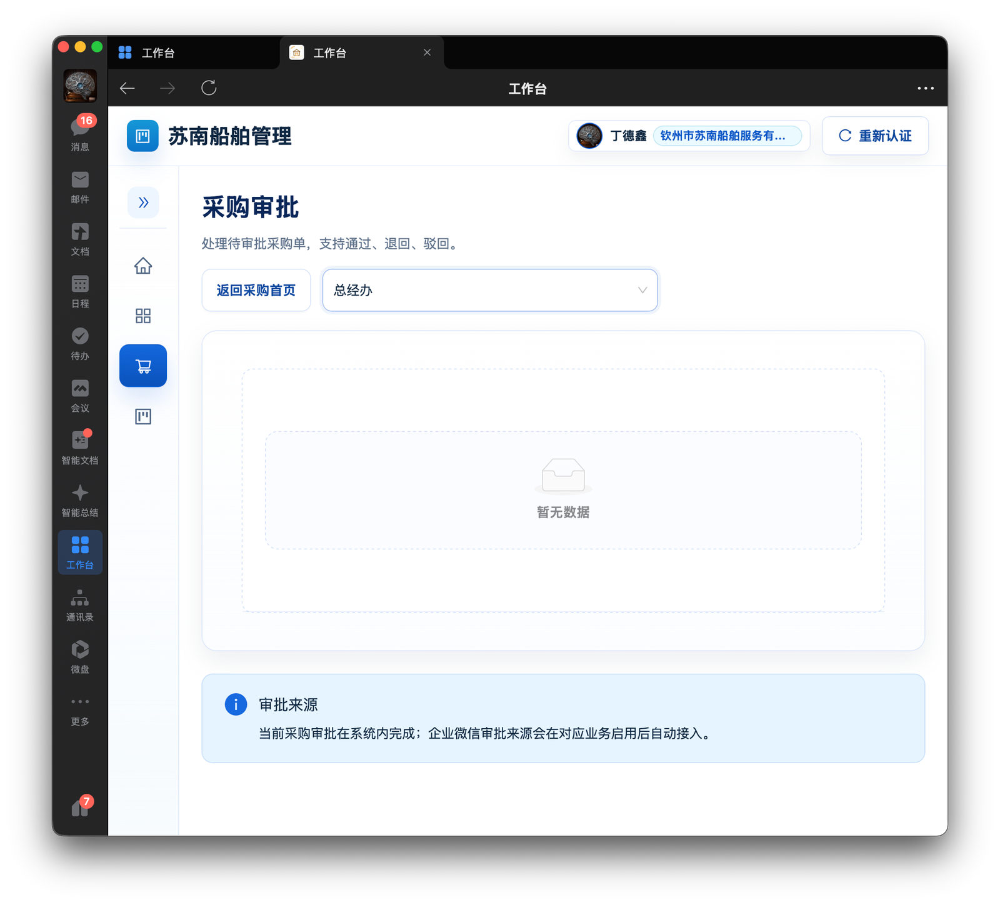 工作台
工作台
工作台
16
消息
邮件
文档
日程
待办
会议
智能文档
智能总结
工作台
通讯录
微盘
更多
7
苏南船舶管理
丁德鑫
钦州市苏南船舶服务有...
重新认证
采购审批
处理待审批采购单，支持通过、退回、驳回。
返回采购首页
总经办
暂无数据
审批来源
当前采购审批在系统内完成；企业微信审批来源会在对应业务启用后自动接入。